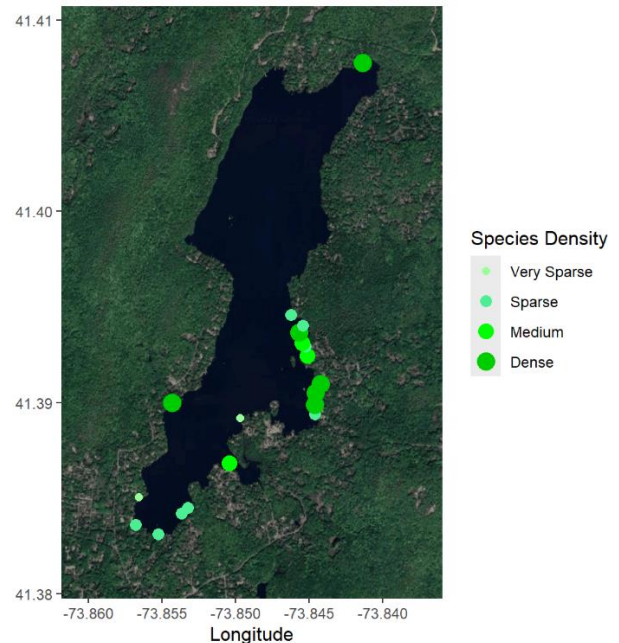 41.41
41.40
41.39
41.38
-73.860 -73.855 -73.850 -73.845 -73.840
Longitude
Species Density
Very Sparse
Sparse
Medium
Dense